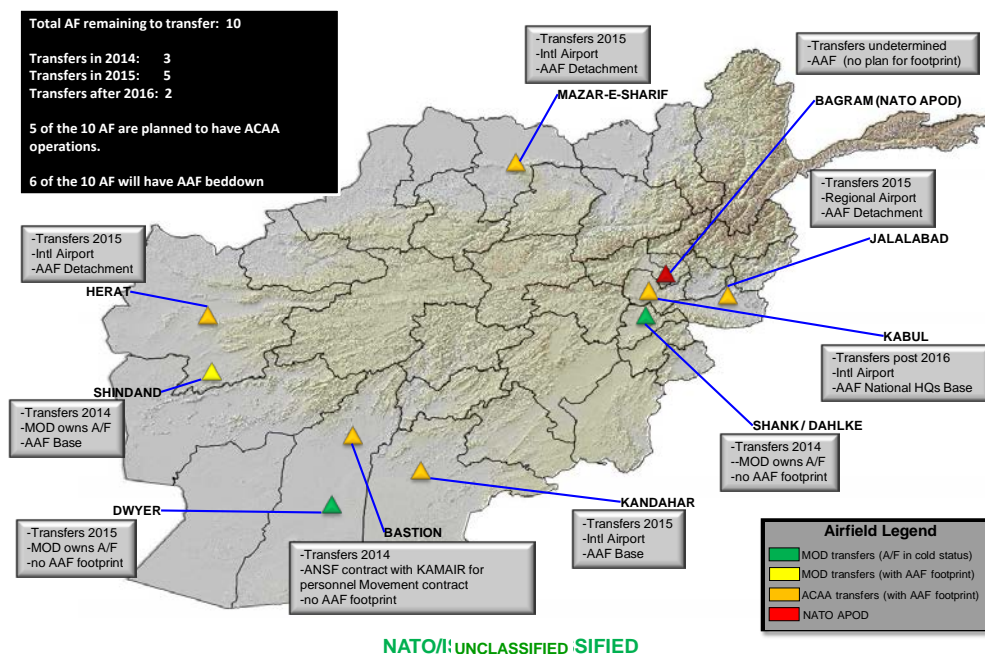 Total AF remaining to transfer: 10
Transfers in 2014: 3
Transfers in 2015: 5
Transfers after 2016: 2
5 of the 10 AF are planned to have ACAA
operations.
6 of the 10 AF will have AAF beddown
-Transfers 2015
-Intl Airport
-AAF Detachment
MAZAR-E-SHARIF
-Transfers undetermined
-AAF (no plan for footprint)
BAGRAM (NATO APOD)
-Transfers 2015
-Regional Airport
-AAF Detachment
JALALABAD
-Transfers 2015
-Intl Airport
-AAF Detachment
HERAT
KABUL
-Transfers post 2016
-Intl Airport
-AAF National HQs Base
SHINDAND
-Transfers 2014
-MOD owns A/F
-AAF Base
SHANK / DAHLKE
-Transfers 2014
--MOD owns A/F
-no AAF footprint
KANDAHAR
-Transfers 2015
-Intl Airport
-AAF Base
DWYER
-Transfers 2015
-MOD owns A/F
-no AAF footprint
BASTION
-Transfers 2014
-ANSF contract with KAMAIR for
personnel Movement contract
-no AAF footprint
Airfield Legend
MOD transfers (A/F in cold status)
MOD transfers (with AAF footprint)
ACAA transfers (with AAF footprint)
NATO APOD
NATO/IS UNCLASSIFIED SIFIED